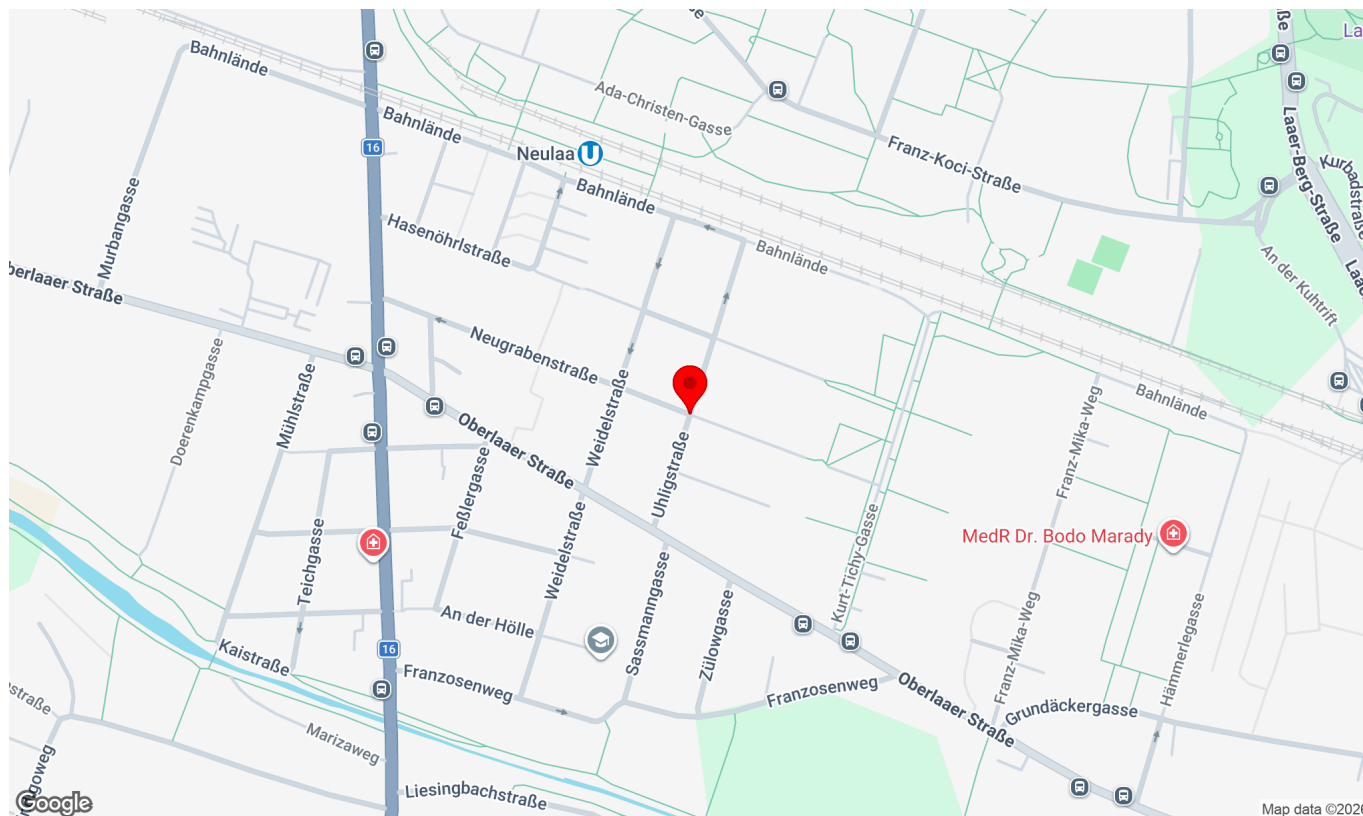 Bahnlände
Ada-Christen-Gasse
Franz-Koci-Straße
Laaer-Berg-Straße
Kurbadstraße
An der Kuhtrift
Bahnlände
16
Neulaa
U
Bahnlände
Bahnlände
Bahnlände
Murbangasse
Hasenöhrlstraße
Oberlaaer Straße
Neugrabenstraße
Doerenkampgasse
Mühlstraße
Weidelstraße
Oberlaaer Straße
Uhligstraße
Feßlergasse
Teichgasse
Weidelstraße
Franz-Mika-Weg
Kurt-Tichy-Gasse
MedR Dr. Bodo Marady
An der Hölle
Sassmanngasse
Zülowgasse
Franz-Mika-Weg
Hämmerlegasse
Kaistraße
16
Franzosenweg
Franzosenweg
Oberlaaer Straße
Grundäckergasse
Marizaweg
Liesingbachstraße
Google
Map data ©2026